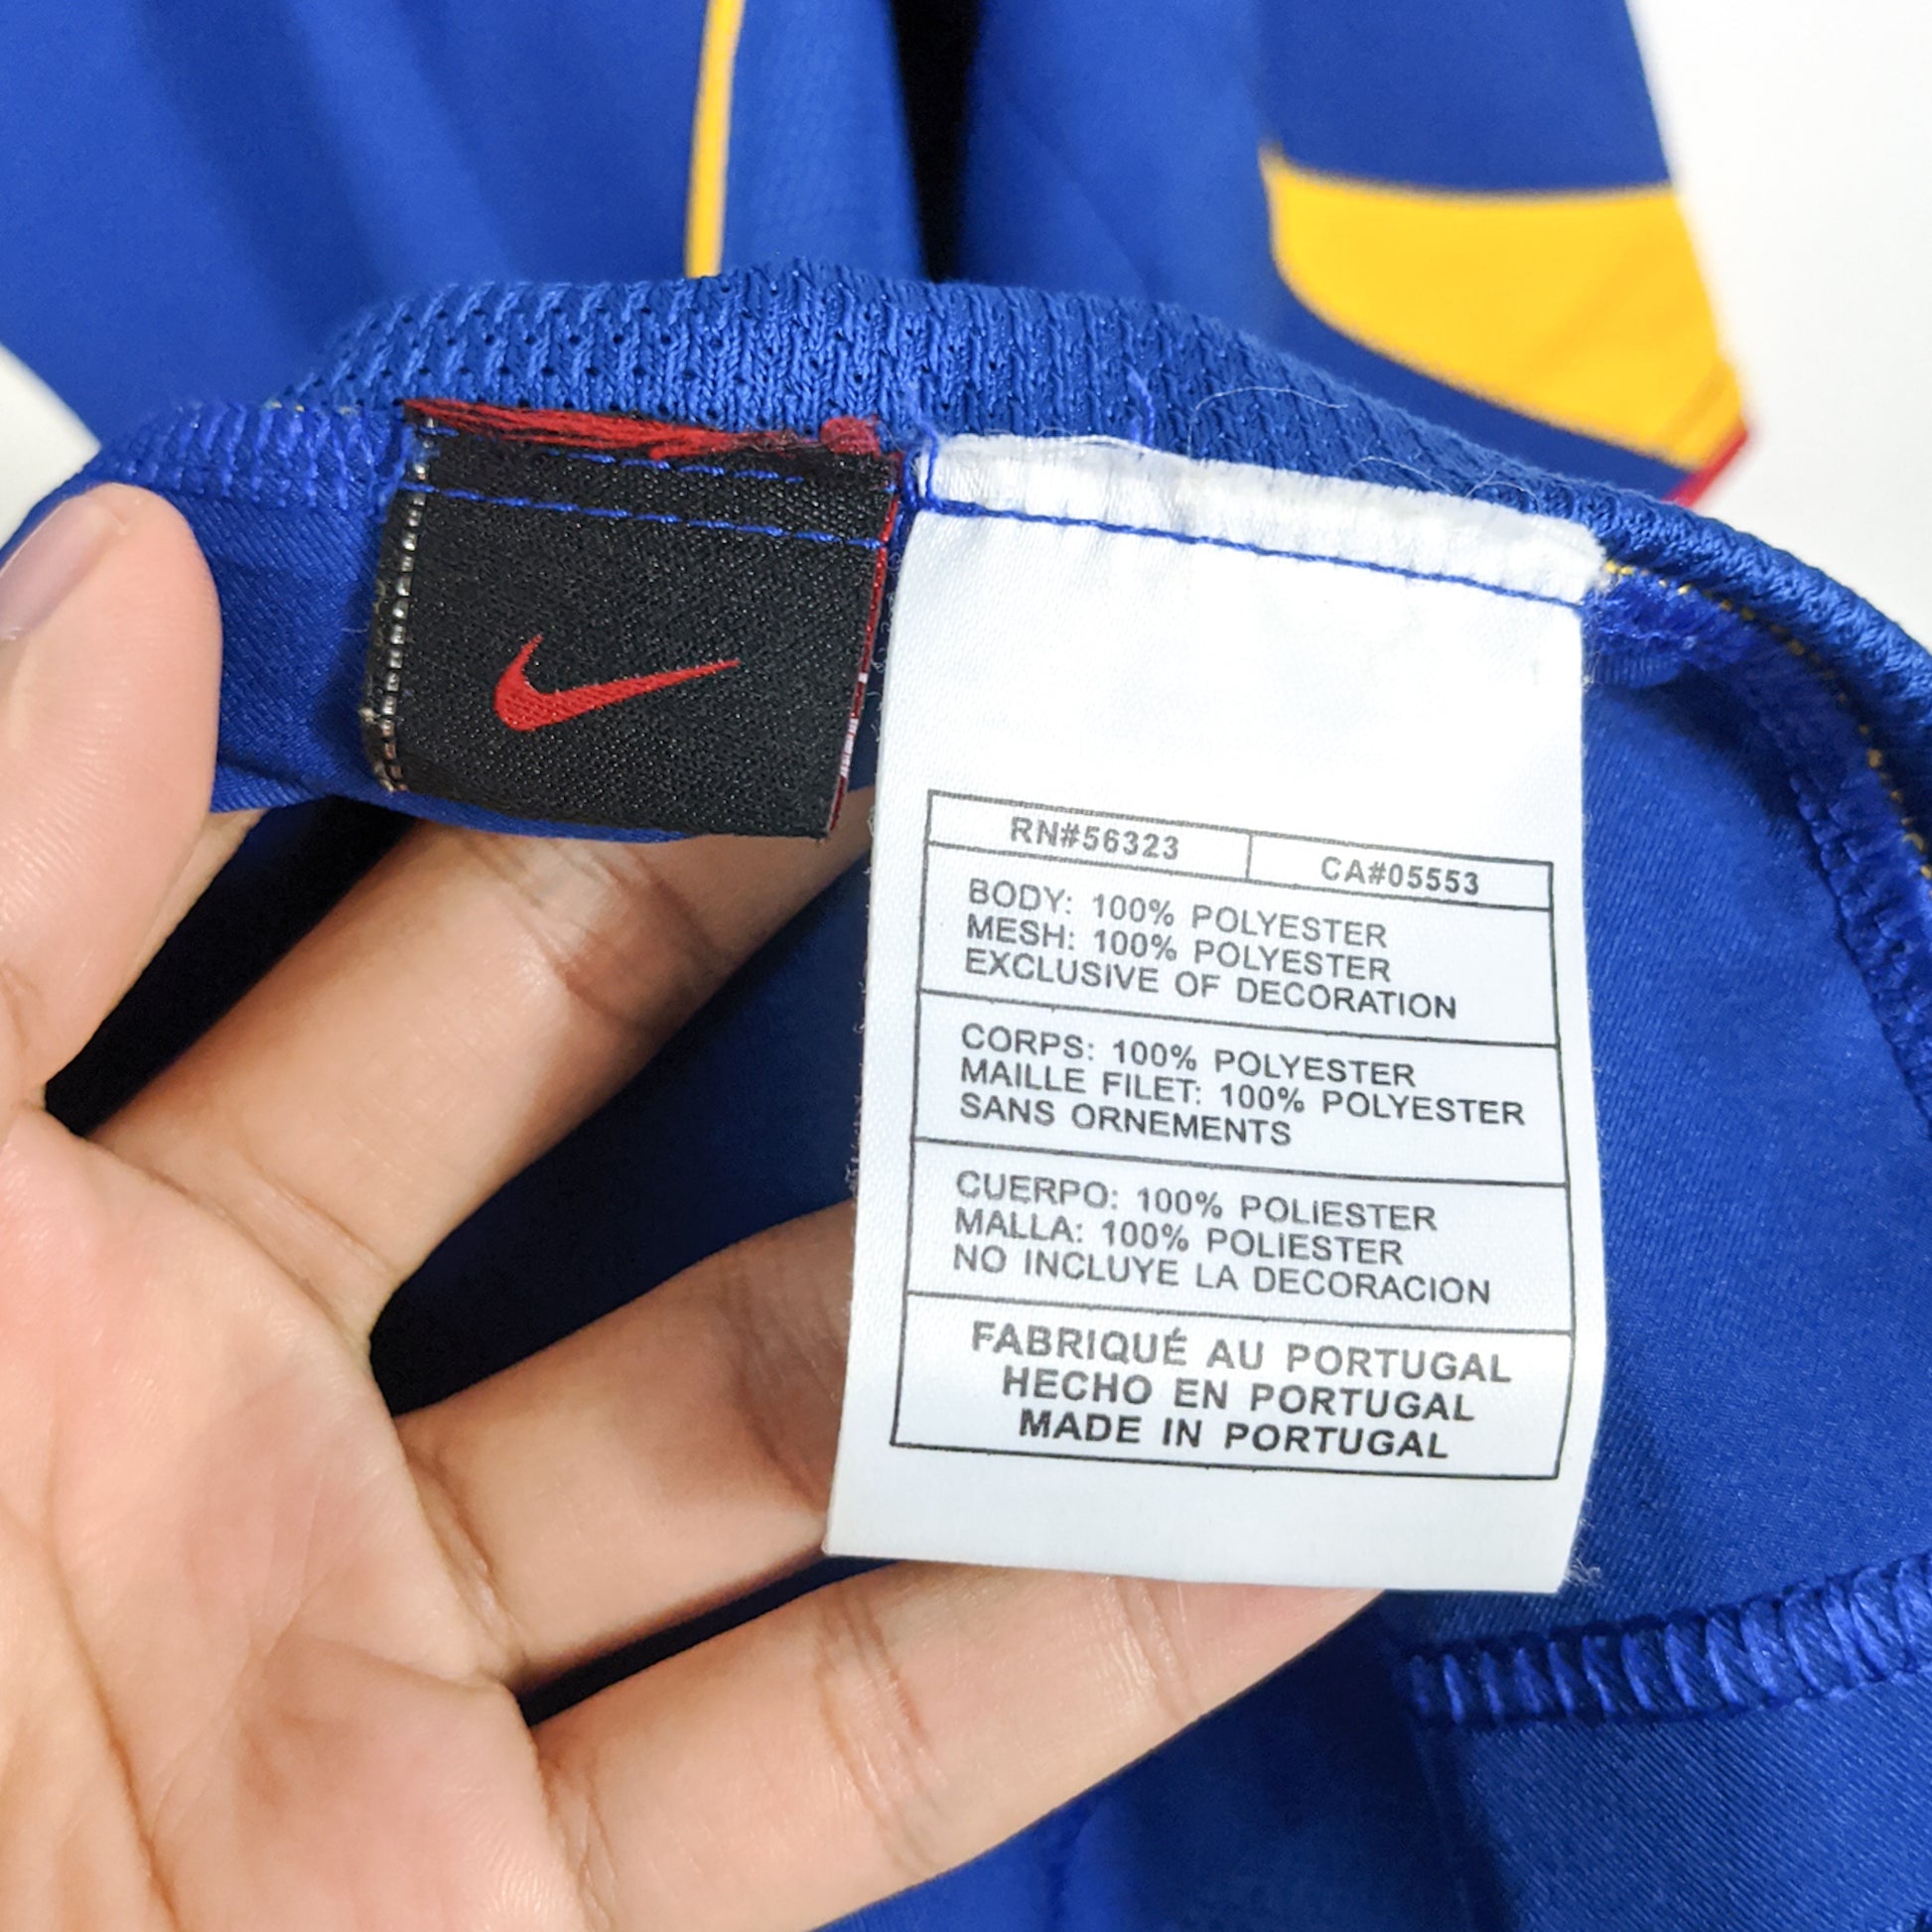 RN#56323
CA#05553
BODY: 100% POLYESTER
MESH: 100% POLYESTER
EXCLUSIVE OF DECORATION
CORPS: 100% POLYESTER
MAILLE FILET: 100% POLYESTER
SANS ORNEMENTS
CUERPO: 100% POLIESTER
MALLA: 100% POLIESTER
NO INCLUYE LA DECORACION
FABRIQUÉ AU PORTUGAL
HECHO EN PORTUGAL
MADE IN PORTUGAL